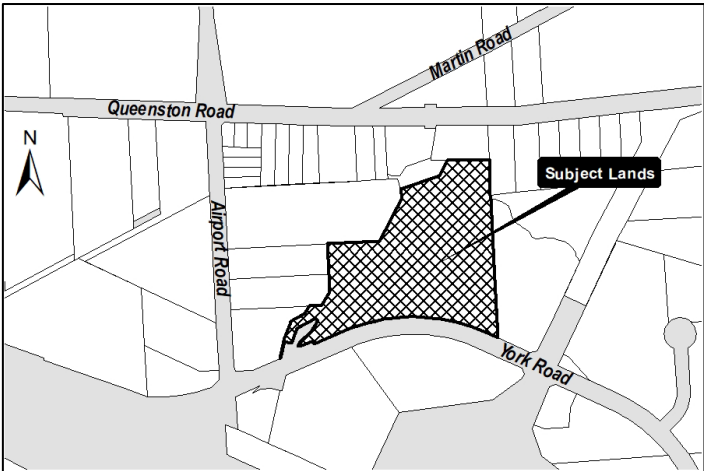 Martin Road
Queenston Road
N
Subject Lands
Airport Road
York Road